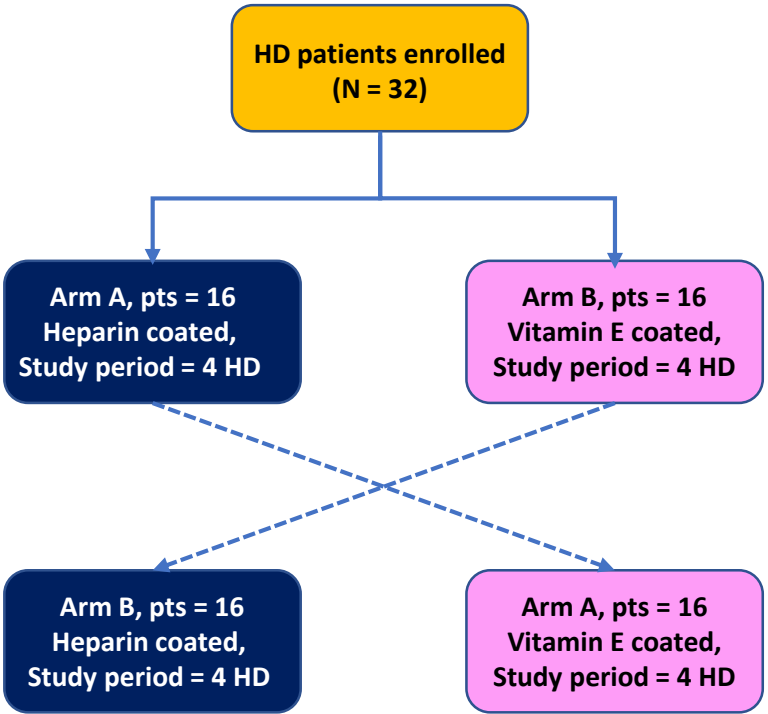 HD patients enrolled
(N = 32)
Arm A, pts = 16
Heparin coated,
Study period = 4 HD
Arm B, pts = 16
Vitamin E coated,
Study period = 4 HD
Arm B, pts = 16
Heparin coated,
Study period = 4 HD
Arm A, pts = 16
Vitamin E coated,
Study period = 4 HD